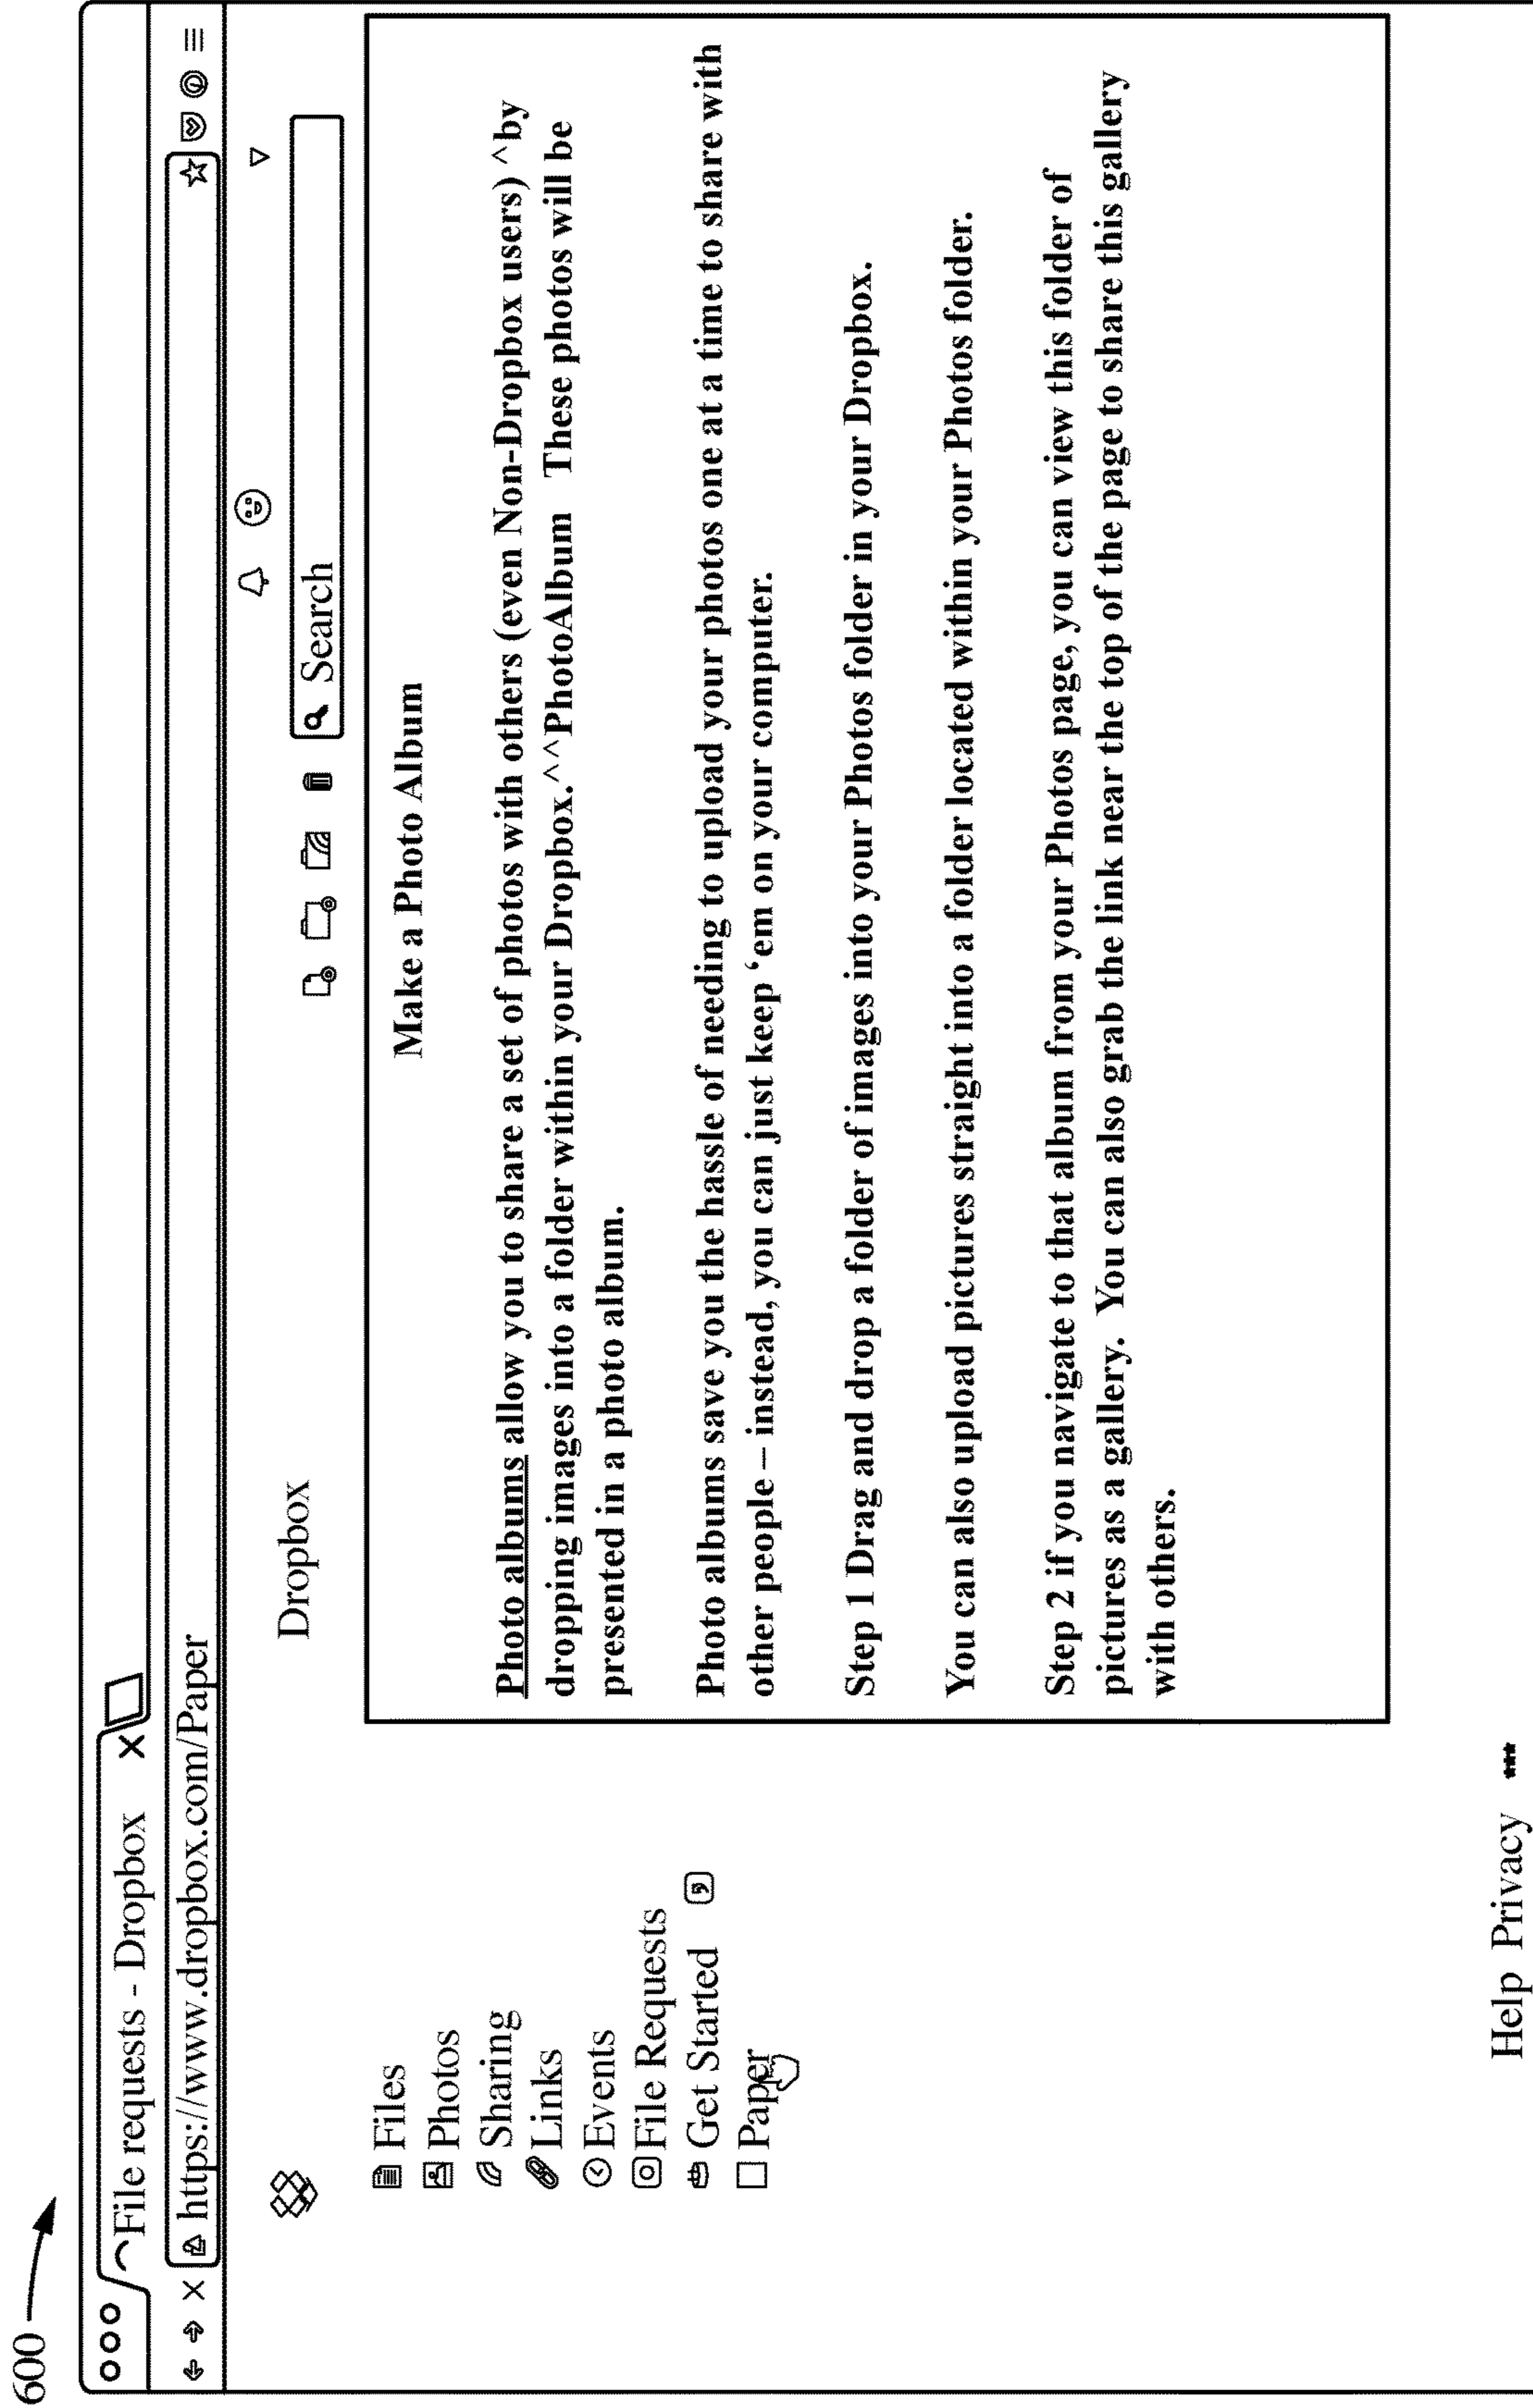 600
File requests - Dropbox X
https://www.dropbox.com/Paper
Dropbox
Search
Files
Photos
Sharing
Links
Events
File Requests
Get Started
Paper
Make a Photo Album
Photo albums allow you to share a set of photos with others (even Non-Dropbox users) ^by
dropping images into a folder within your Dropbox.^^PhotoAlbum These photos will be
presented in a photo album.
Photo albums save you the hassle of needing to upload your photos one at a time to share with
other people – instead, you can just keep ‘em on your computer.
Step 1 Drag and drop a folder of images into your Photos folder in your Dropbox.
You can also upload pictures straight into a folder located within your Photos folder.
Step 2 if you navigate to that album from your Photos page, you can view this folder of
pictures as a gallery. You can also grab the link near the top of the page to share this gallery
with others.
Help Privacy